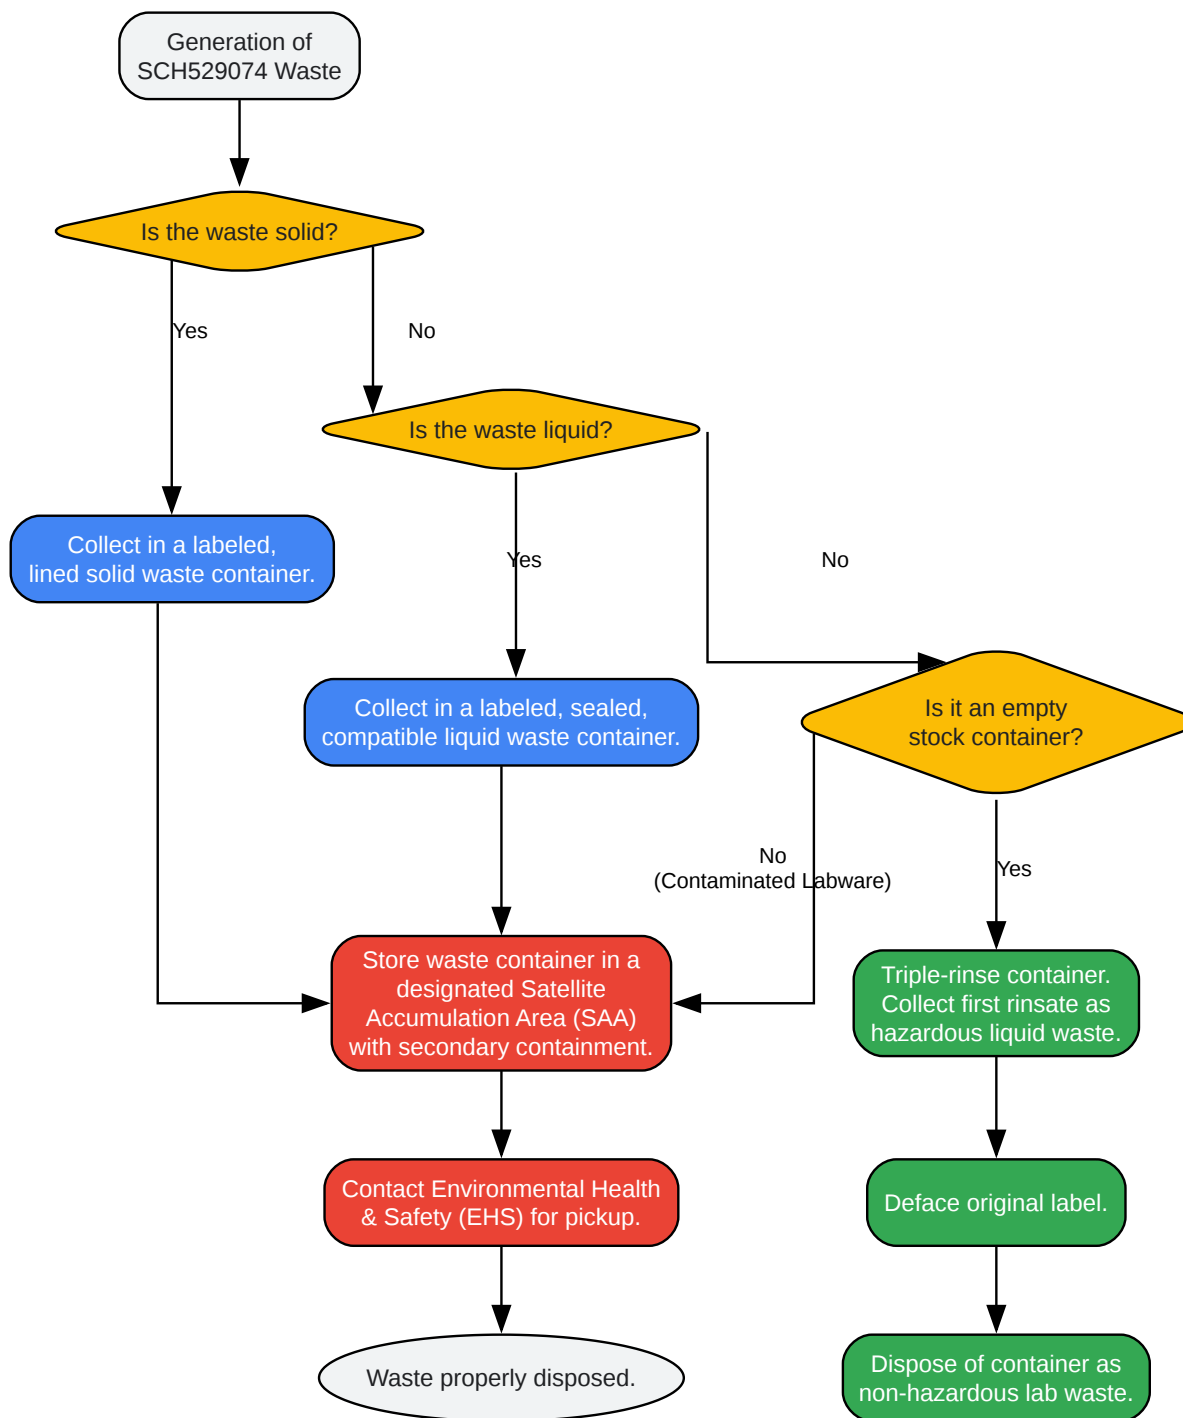 Generation of
SCH529074 Waste
Is the waste solid?
Yes
No
Is the waste liquid?
Collect in a labeled,
lined solid waste container.
Yes
No
Collect in a labeled, sealed,
compatible liquid waste container.
Is it an empty
stock container?
No
(Contaminated Labware)
Yes
Store waste container in a
designated Satellite
Accumulation Area (SAA)
with secondary containment.
Triple-rinse container.
Collect first rinsate as
hazardous liquid waste.
Contact Environmental Health
& Safety (EHS) for pickup.
Deface original label.
Waste properly disposed.
Dispose of container as
non-hazardous lab waste.